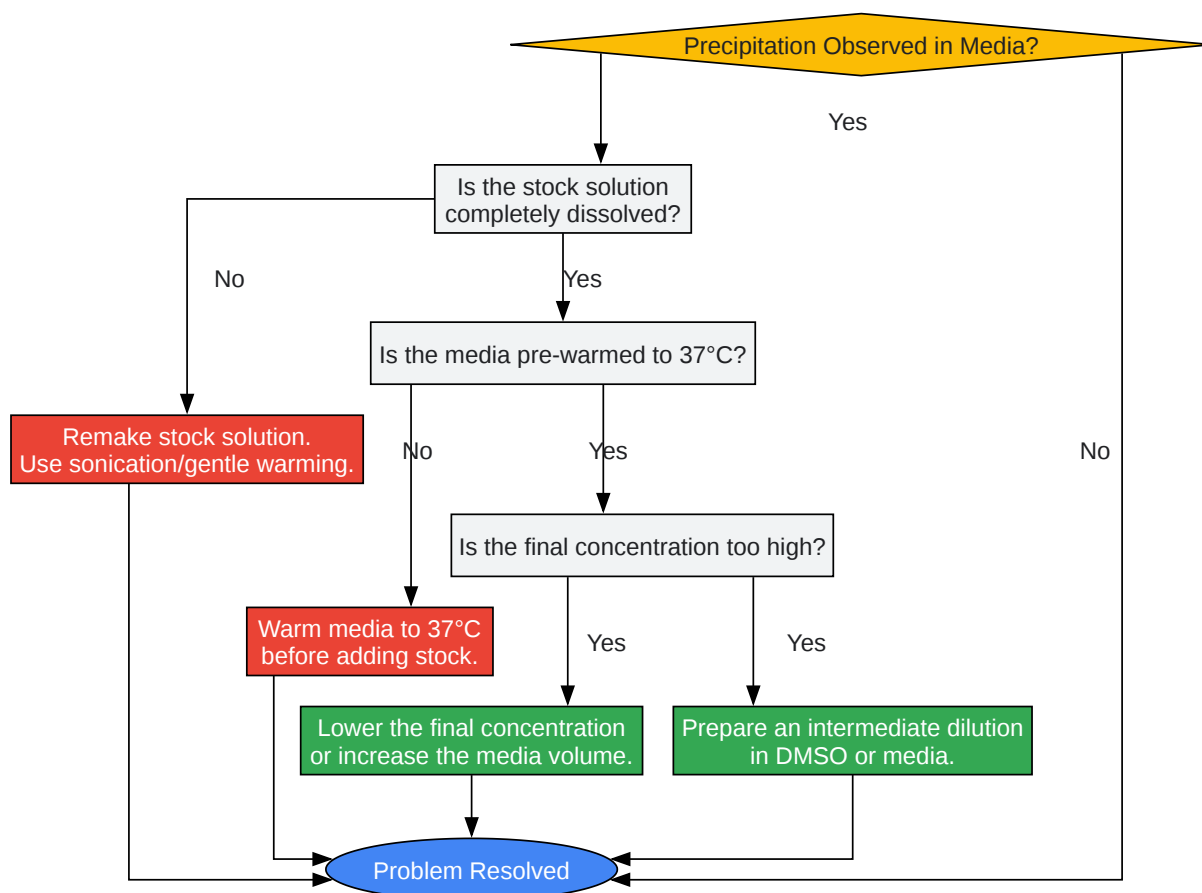 Precipitation Observed in Media?
Yes
Is the stock solution
completely dissolved?
No
Yes
Is the media pre-warmed to 37°C?
Remake stock solution.
Use sonication/gentle warming.
No
Yes
No
Is the final concentration too high?
Warm media to 37°C
before adding stock.
Yes
Yes
Lower the final concentration
or increase the media volume.
Prepare an intermediate dilution
in DMSO or media.
Problem Resolved